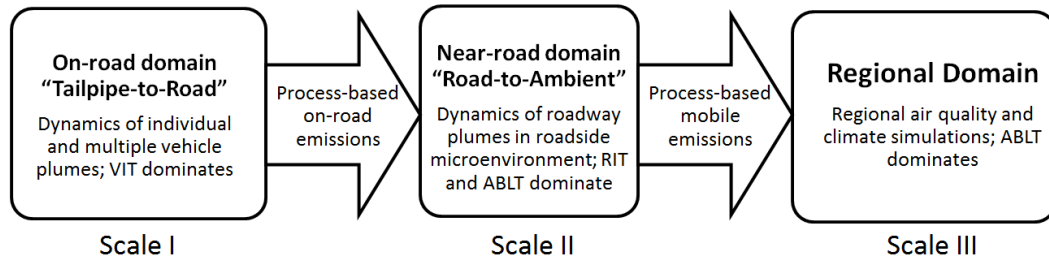 On-road domain
“Tailpipe-to-Road”
Dynamics of individual
and multiple vehicle
plumes; VIT dominates
Process-based
on-road
emissions
Near-road domain
“Road-to-Ambient”
Dynamics of roadway
plumes in roadside
microenvironment; RIT
and ABLT dominate
Process-based
mobile
emissions
Regional Domain
Regional air quality and
climate simulations; ABLT
dominates
Scale I
Scale II
Scale III